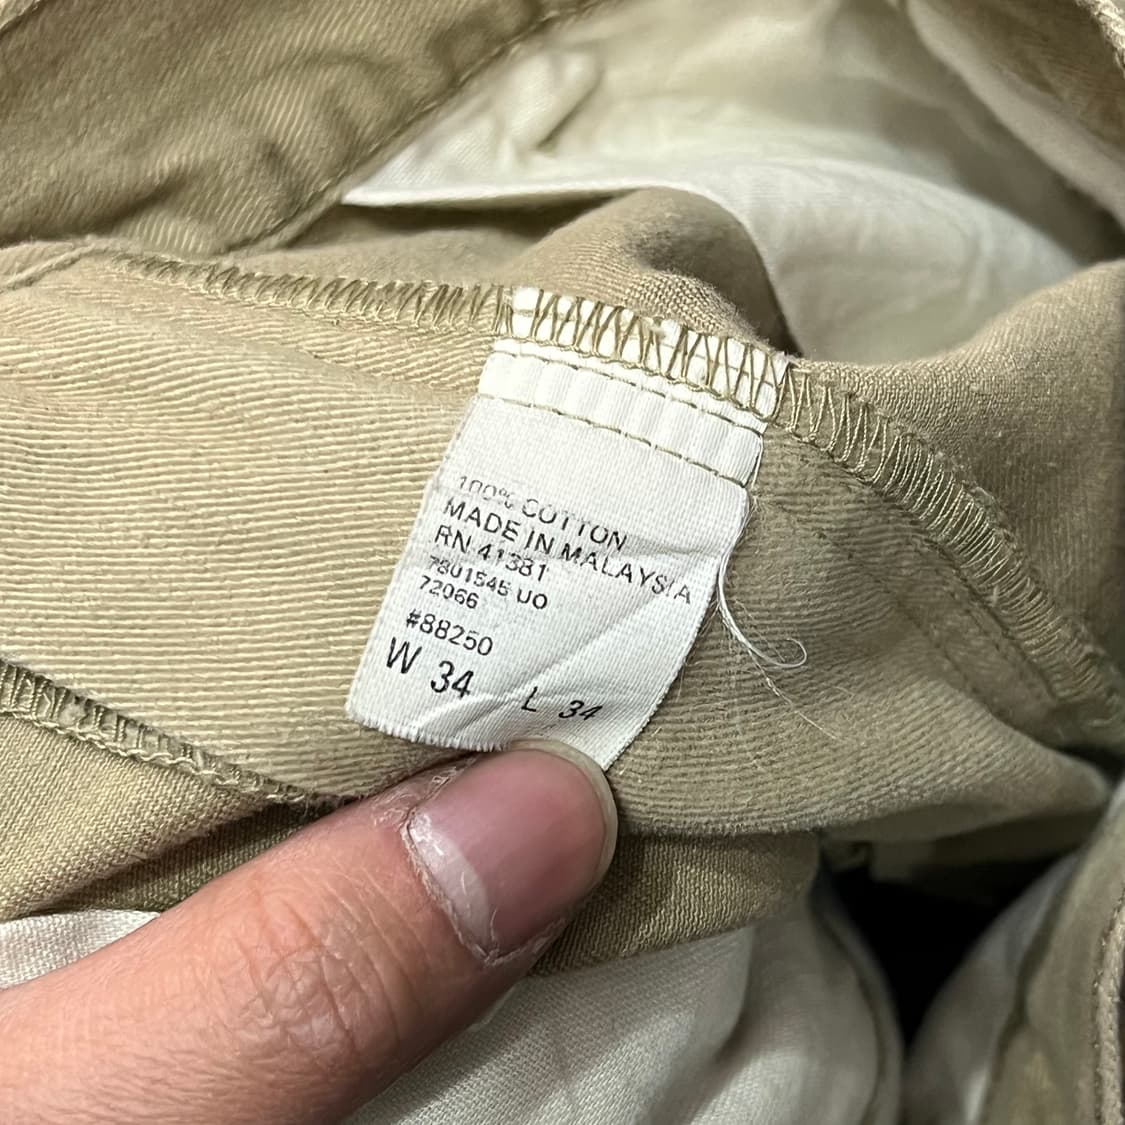 100% COTTON
MADE IN MALAYSIA
RN 41381
7801545 UO
72066
#88250
W 34 L 34